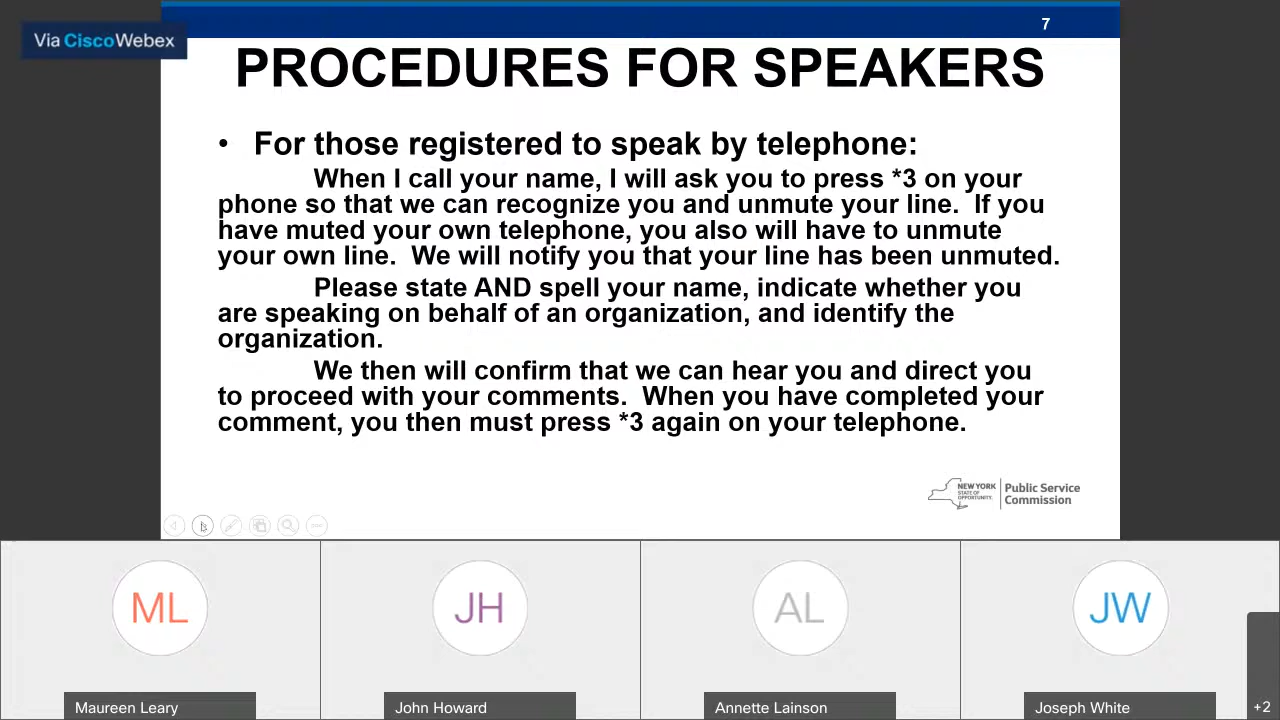 7
Via CiscoWebex
PROCEDURES FOR SPEAKERS
• For those registered to speak by telephone:
When I call your name, I will ask you to press *3 on your
phone so that we can recognize you and unmute your line.  If you
have muted your own telephone, you also will have to unmute
your own line.  We will notify you that your line has been unmuted.
Please state AND spell your name, indicate whether you
are speaking on behalf of an organization, and identify the
organization.
We then will confirm that we can hear you and direct you
to proceed with your comments.  When you have completed your
comment, you then must press *3 again on your telephone.
NEW YORK
STATE OF
OPPORTUNITY.
Public Service
Commission
ML
JH
AL
JW
Maureen Leary
John Howard
Annette Lainson
Joseph White
+2